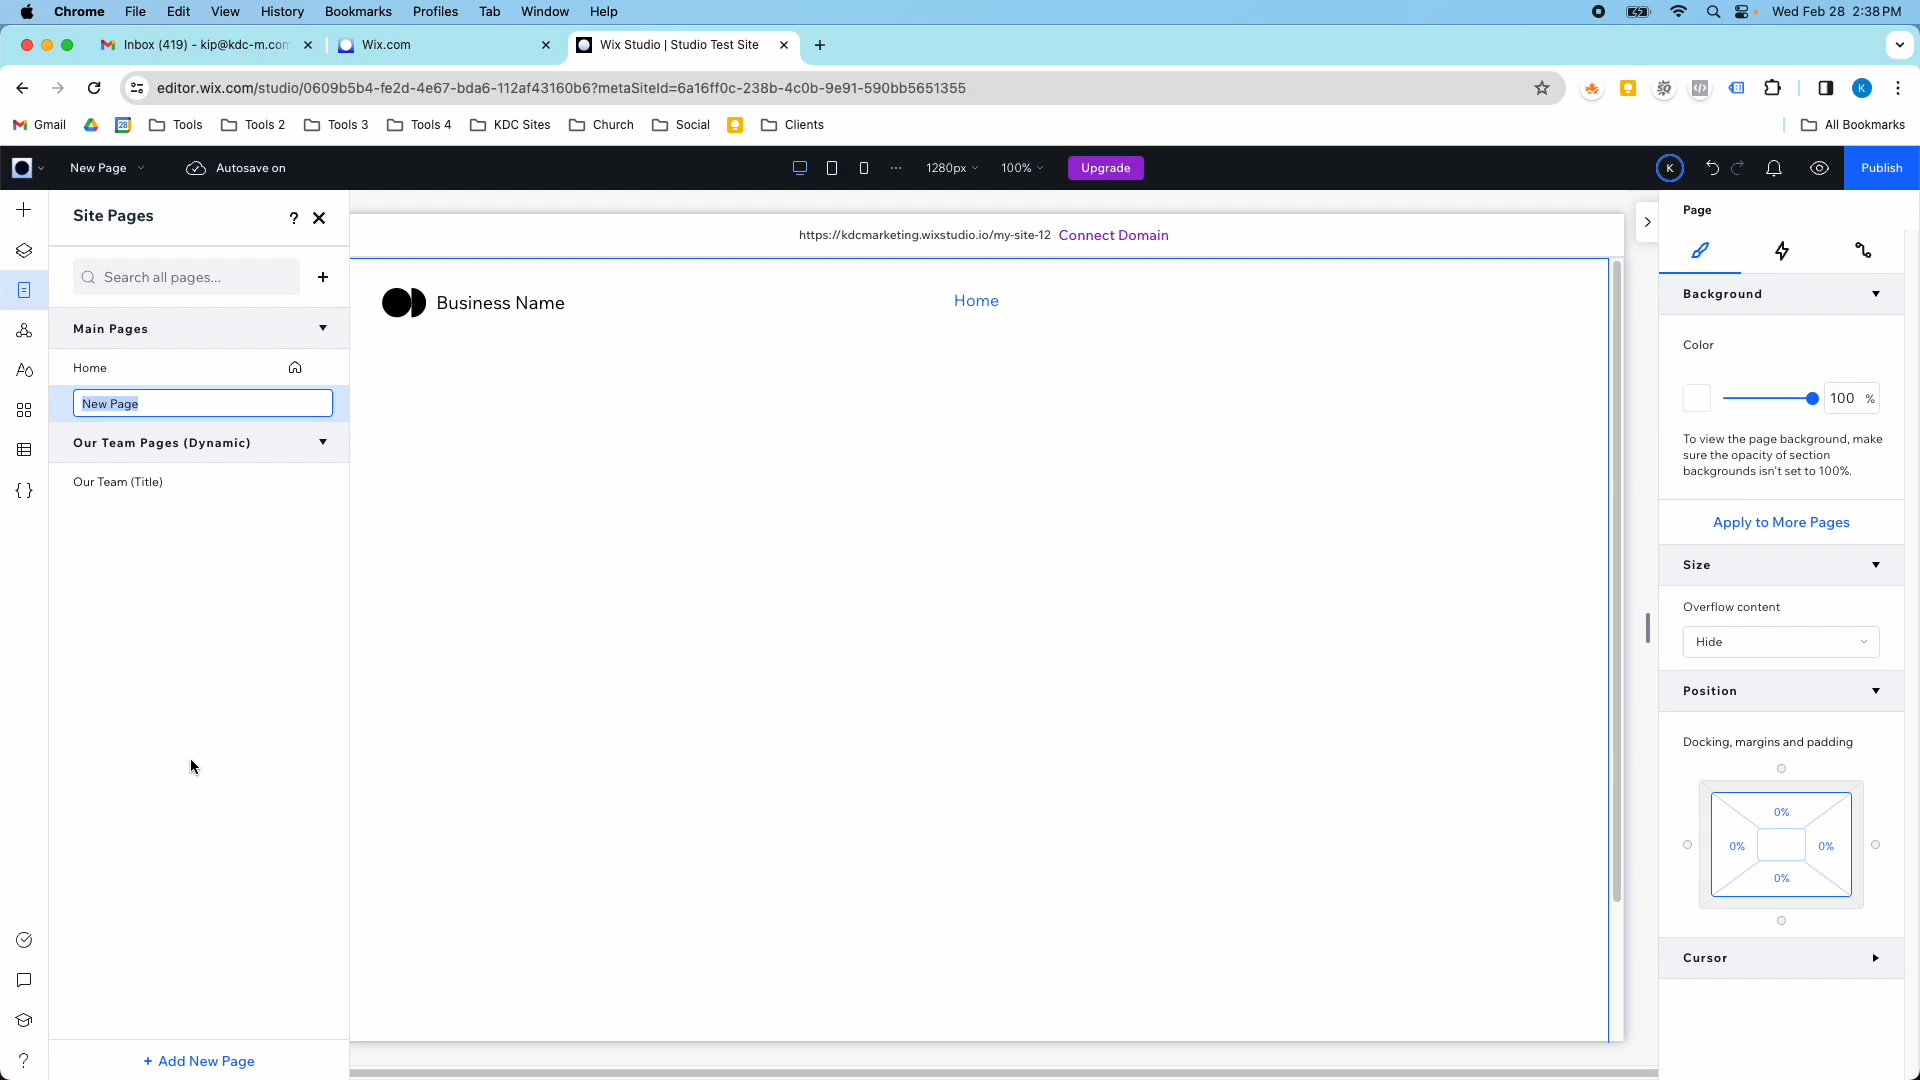 Chrome File Edit View History Bookmarks Profiles Tab Window Help Wed Feb 28 2:38 PM
Inbox (419) - kip@kdc-m.con Wix.com Wix Studio | Studio Test Site
editor.wix.com/studio/0609b5b4-fe2d-4e67-bda6-112af43160b6?metaSiteId=6a16ff0c-238b-4c0b-9e91-590bb5651355
Gmail Tools Tools 2 Tools 3 Tools 4 KDC Sites Church Social Clients All Bookmarks
New Page Autosave on 1280px 100% Upgrade K Publish
Site Pages ?
Search all pages...
Main Pages
Home
New Page
Our Team Pages (Dynamic)
Our Team (Title)
+ Add New Page
https://kdcmarketing.wixstudio.io/my-site-12 Connect Domain
Business Name Home
Page
Background
Color
100 %
To view the page background, make
sure the opacity of section
backgrounds isn't set to 100%.
Apply to More Pages
Size
Overflow content
Hide
Position
Docking, margins and padding
0%
0% 0%
0%
Cursor